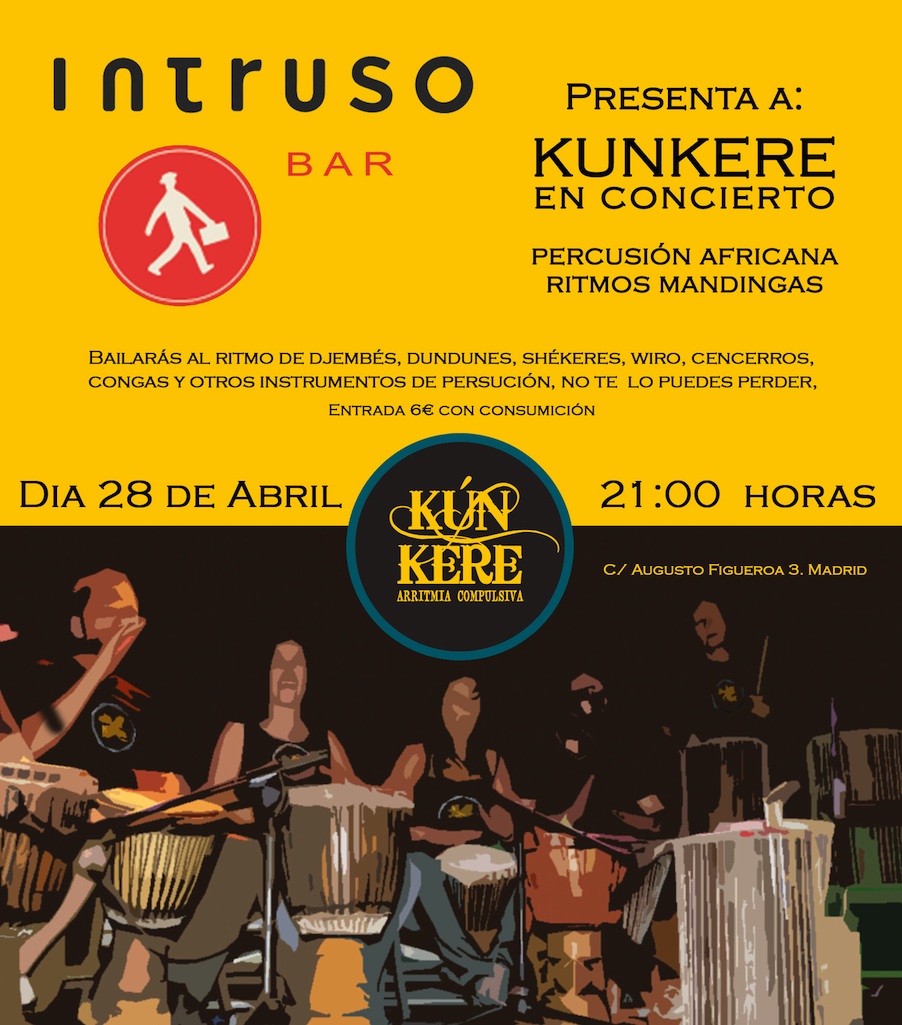 Intruso
BAR
Presenta a:
KUNKERE
EN CONCIERTO
PERCUSIÓN AFRICANA
RITMOS MANDINGAS
Bailarás al ritmo de djembés, dundunes, shékeres, wiro, cencerros,
congas y otros instrumentos de persución, no te lo puedes perder,
Entrada 6€ con consumición
Dia 28 de Abril
21:00 horas
KÚN
KERE
ARRITMIA COMPULSIVA
C/ Augusto Figueroa 3. Madrid